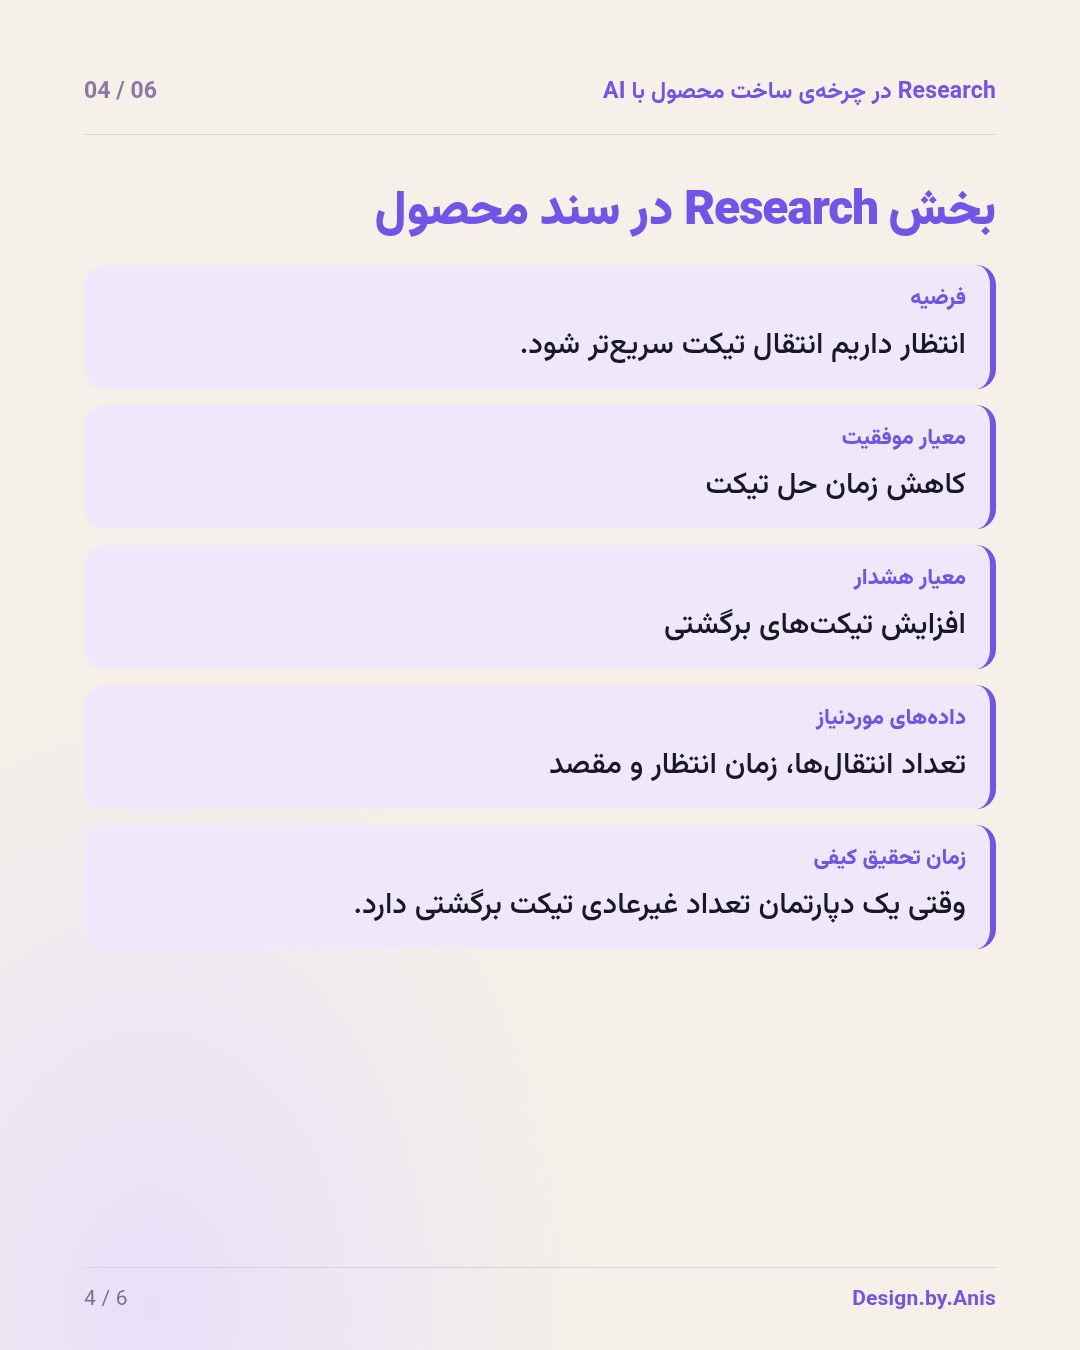 Research در چرخه‌ی ساخت محصول با AI
04 / 06
بخش Research در سند محصول
فرضیه
انتظار داریم انتقال تیکت سریع‌تر شود.
معیار موفقیت
کاهش زمان حل تیکت
معیار هشدار
افزایش تیکت‌های برگشتی
داده‌های موردنیاز
تعداد انتقال‌ها، زمان انتظار و مقصد
زمان تحقیق کیفی
وقتی یک دپارتمان تعداد غیرعادی تیکت برگشتی دارد.
Design.by.Anis
4 / 6